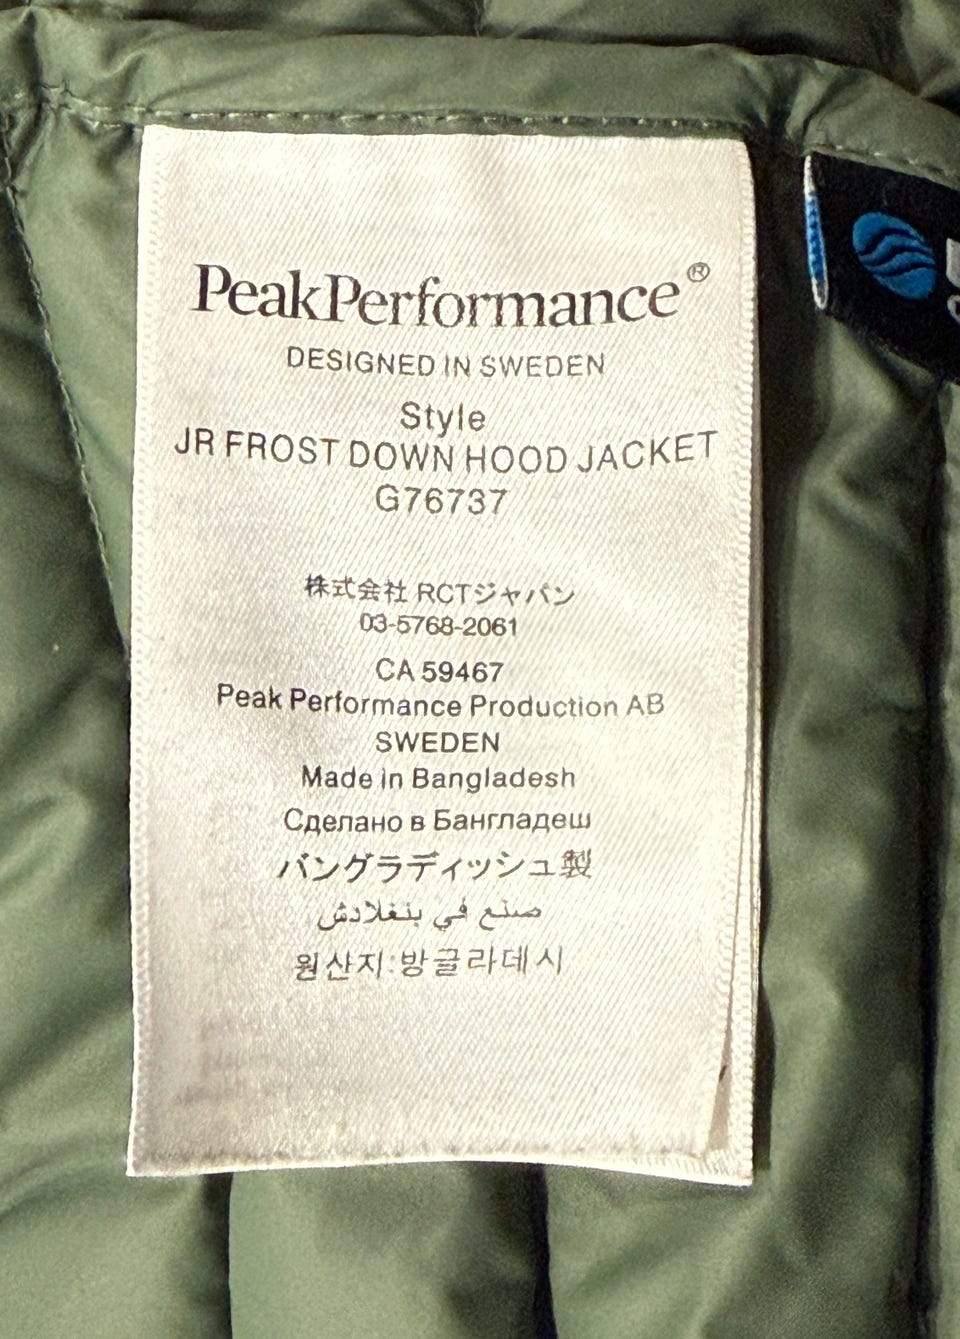 PeakPerformance®
DESIGNED IN SWEDEN
Style
JR FROST DOWN HOOD JACKET
G76737
株式会社 RCTジャパン
03-5768-2061
CA 59467
Peak Performance Production AB
SWEDEN
Made in Bangladesh
Сделано в Бангладеш
バングラディッシュ製
صنع في بنغلادش
원산지:방글라데시